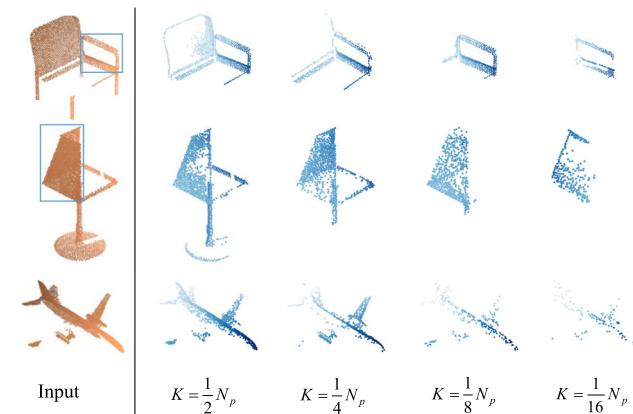 Input K = 1/2 N_p K = 1/4 N_p K = 1/8 N_p K = 1/16 N_p